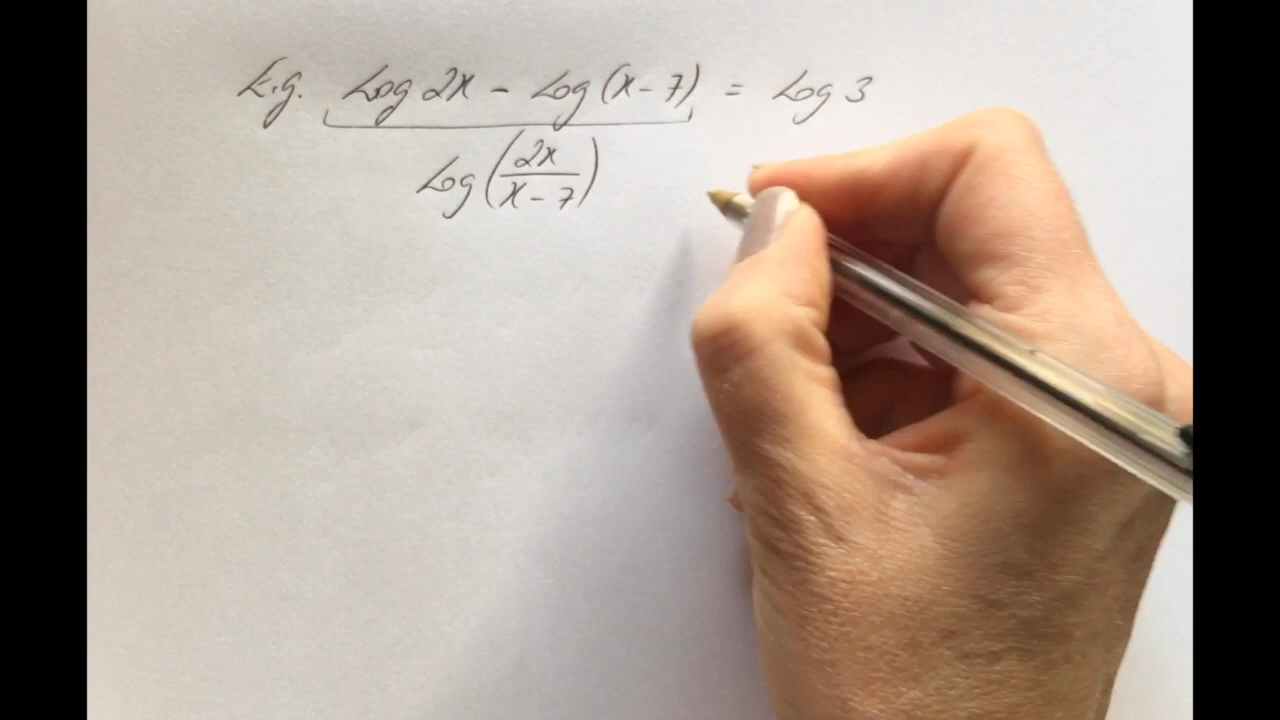 E.g. Log 2x - Log (x - 7) = Log 3
Log (2x / x - 7)